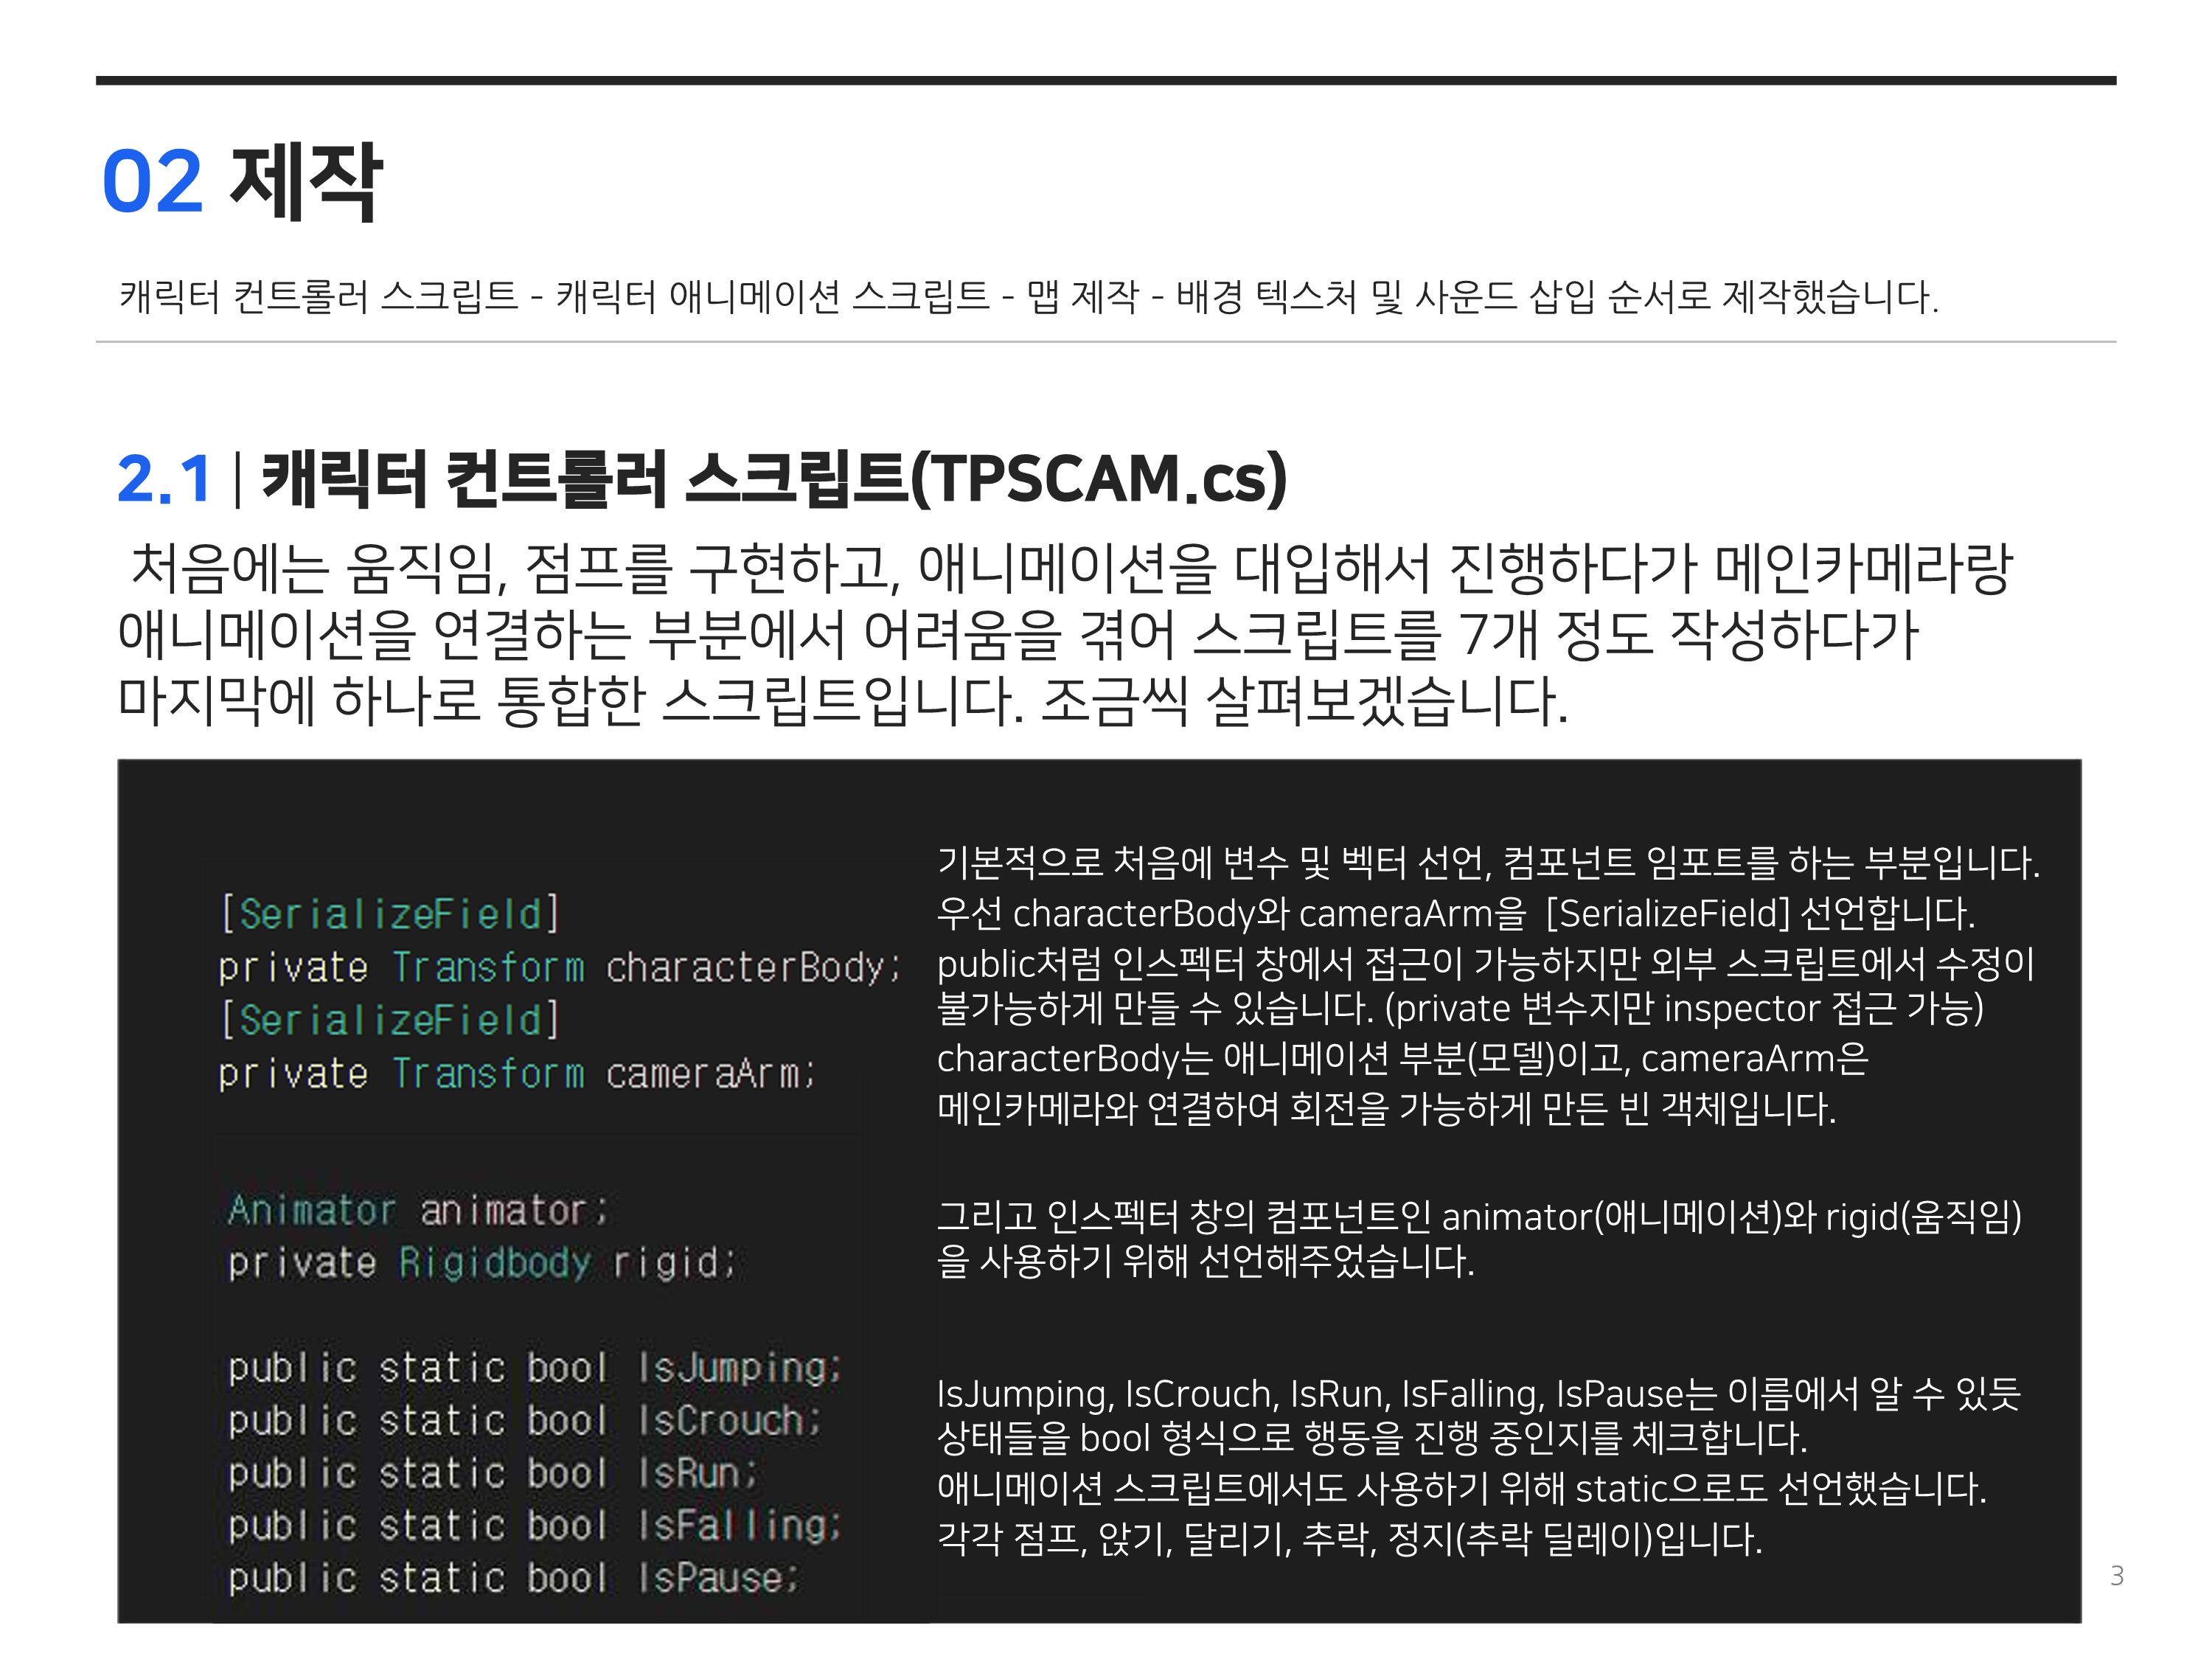 02 제작
캐릭터 컨트롤러 스크립트 - 캐릭터 애니메이션 스크립트 - 맵 제작 - 배경 텍스처 및 사운드 삽입 순서로 제작했습니다.
2.1 | 캐릭터 컨트롤러 스크립트(TPSCAM.cs)
처음에는 움직임, 점프를 구현하고, 애니메이션을 대입해서 진행하다가 메인카메라랑
애니메이션을 연결하는 부분에서 어려움을 겪어 스크립트를 7개 정도 작성하다가
마지막에 하나로 통합한 스크립트입니다. 조금씩 살펴보겠습니다.
[SerializeField]
private Transform characterBody;
[SerializeField]
private Transform cameraArm;
기본적으로 처음에 변수 및 벡터 선언, 컴포넌트 임포트를 하는 부분입니다.
우선 characterBody와 cameraArm을 [SerializeField] 선언합니다.
public처럼 인스펙터 창에서 접근이 가능하지만 외부 스크립트에서 수정이
불가능하게 만들 수 있습니다. (private 변수지만 inspector 접근 가능)
characterBody는 애니메이션 부분(모델)이고, cameraArm은
메인카메라와 연결하여 회전을 가능하게 만든 빈 객체입니다.
Animator animator;
private Rigidbody rigid;
그리고 인스펙터 창의 컴포넌트인 animator(애니메이션)와 rigid(움직임)
을 사용하기 위해 선언해주었습니다.
public static bool IsJumping;
public static bool IsCrouch;
public static bool IsRun;
public static bool IsFalling;
public static bool IsPause;
IsJumping, IsCrouch, IsRun, IsFalling, IsPause는 이름에서 알 수 있듯
상태들을 bool 형식으로 행동을 진행 중인지를 체크합니다.
애니메이션 스크립트에서도 사용하기 위해 static으로도 선언했습니다.
각각 점프, 앉기, 달리기, 추락, 정지(추락 딜레이)입니다.
3